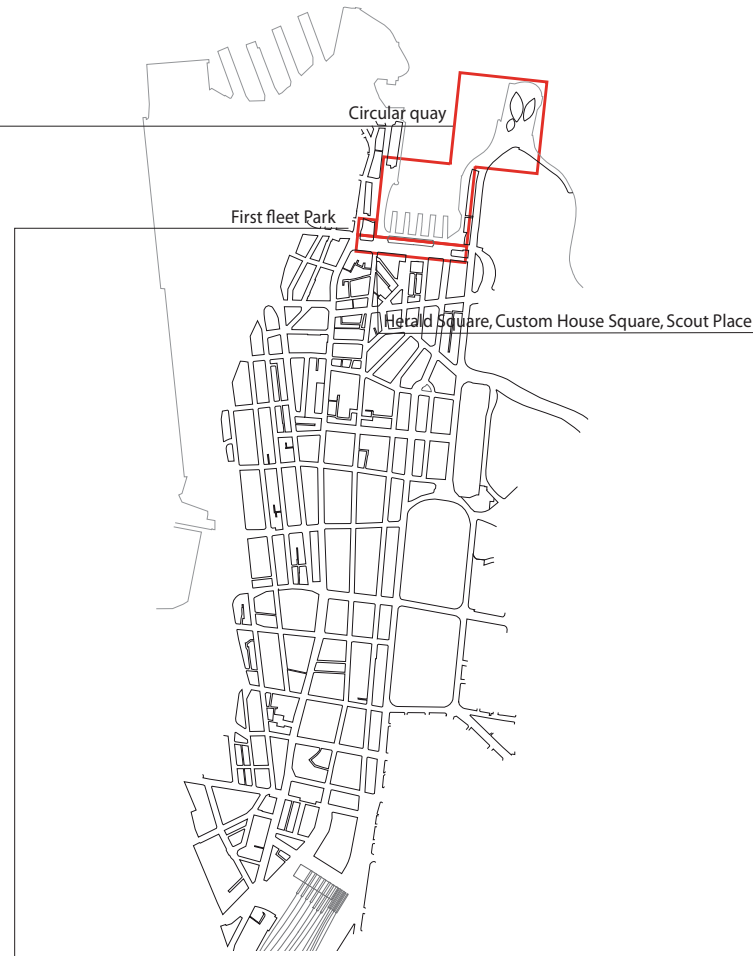 Circular quay
First fleet Park
Herald Square, Custom House Square, Scout Place